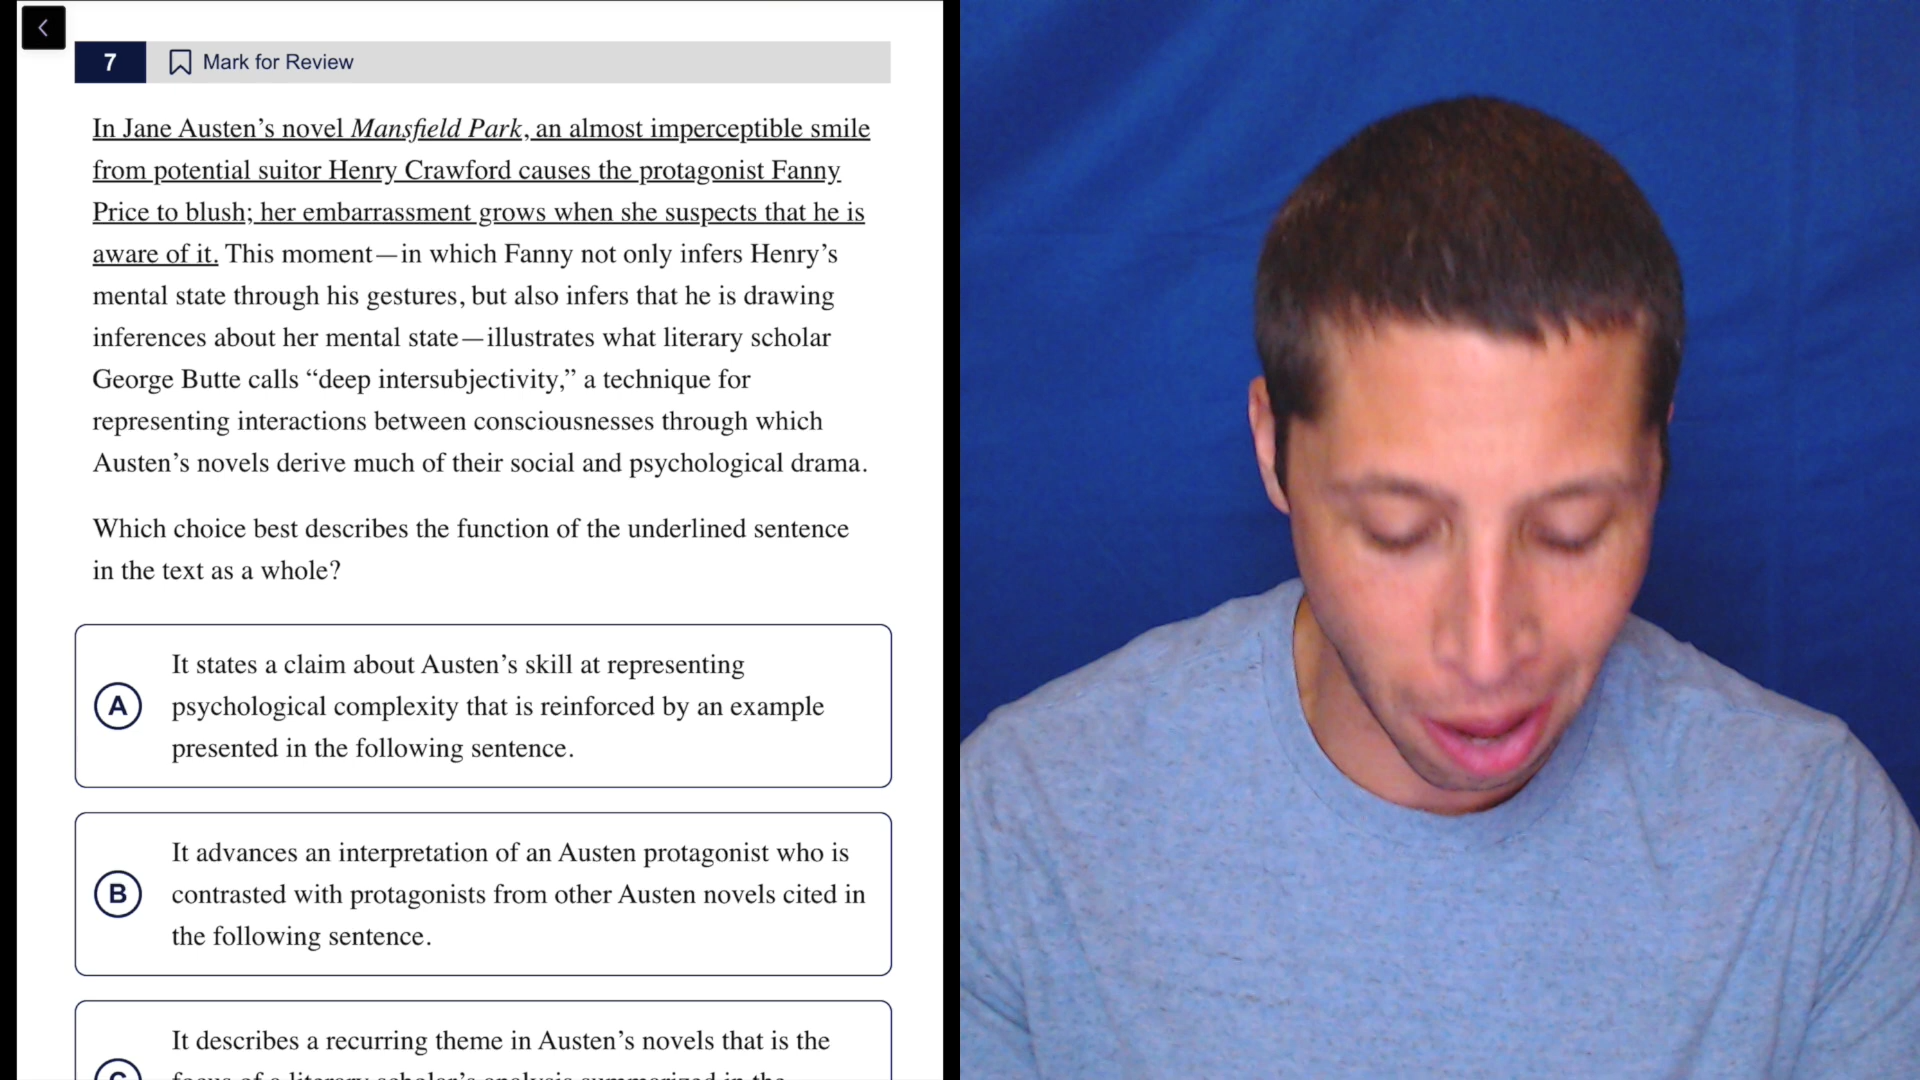 7 Mark for Review
In Jane Austen’s novel Mansfield Park, an almost imperceptible smile
from potential suitor Henry Crawford causes the protagonist Fanny
Price to blush; her embarrassment grows when she suspects that he is
aware of it. This moment—in which Fanny not only infers Henry’s
mental state through his gestures, but also infers that he is drawing
inferences about her mental state—illustrates what literary scholar
George Butte calls “deep intersubjectivity,” a technique for
representing interactions between consciousnesses through which
Austen’s novels derive much of their social and psychological drama.
Which choice best describes the function of the underlined sentence
in the text as a whole?
A
It states a claim about Austen’s skill at representing
psychological complexity that is reinforced by an example
presented in the following sentence.
B
It advances an interpretation of an Austen protagonist who is
contrasted with protagonists from other Austen novels cited in
the following sentence.
C
It describes a recurring theme in Austen’s novels that is the
focus of a literary scholar’s analysis summarized in the